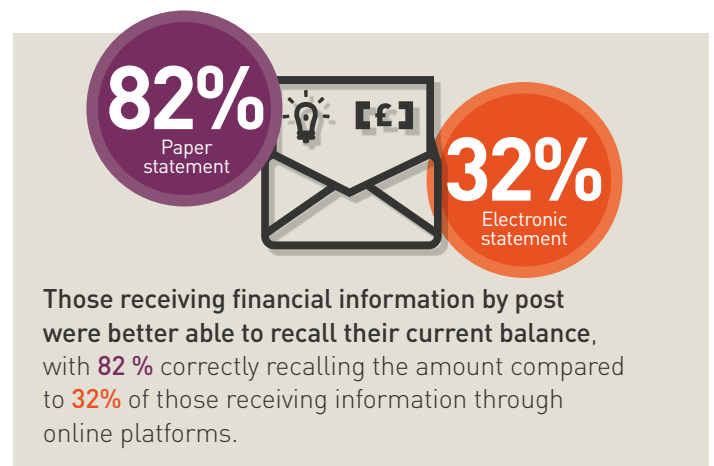 82%
Paper
statement
[£]
32%
Electronic
statement
Those receiving financial information by post
were better able to recall their current balance,
with 82 % correctly recalling the amount compared
to 32% of those receiving information through
online platforms.